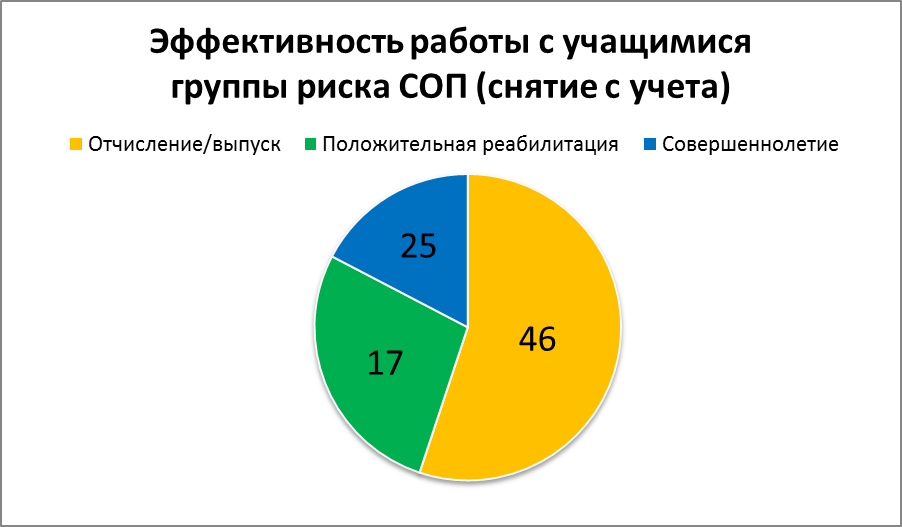 Эффективность работы с учащимися
группы риска СОП (снятие с учета)
Отчисление/выпуск Положительная реабилитация Совершеннолетие
25
46
17